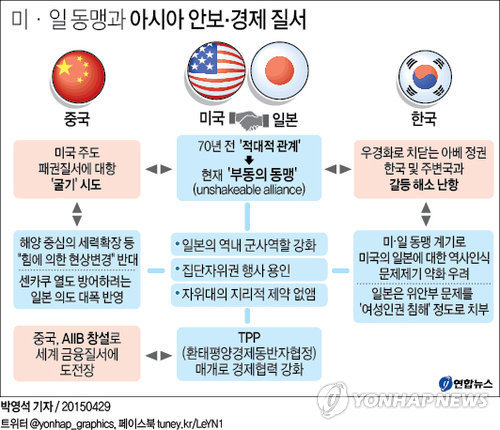 미·일 동맹과 아시아 안보·경제 질서
중국
미국
일본
한국
미국 주도
패권질서에 대항
'굴기' 시도
70년 전 '적대적 관계'
현재 '부동의 동맹'
(unshakeable alliance)
우경화로 치닫는 아베 정권
한국 및 주변국과
갈등 해소 난항
해양 중심의 세력확장 등
"힘에 의한 현상변경" 반대
센카쿠 열도 방어하려는
일본 의도 대폭 반영
일본의 역내 군사역할 강화
집단자위권 행사 용인
자위대의 지리적 제약 없앰
미·일 동맹 계기로
미국의 일본에 대한 역사인식
문제제기 약화 우려
일본은 위안부 문제를
'여성인권 침해' 정도로 치부
중국, AIIB 창설로
세계 금융질서에
도전장
TPP
(환태평양경제동반자협정)
매개로 경제협력 강화
연합뉴스
YONHAPNEWS
박영석 기자 / 20150429
트위터 @yonhap_graphics, 페이스북 tuney.kr/LeYN1